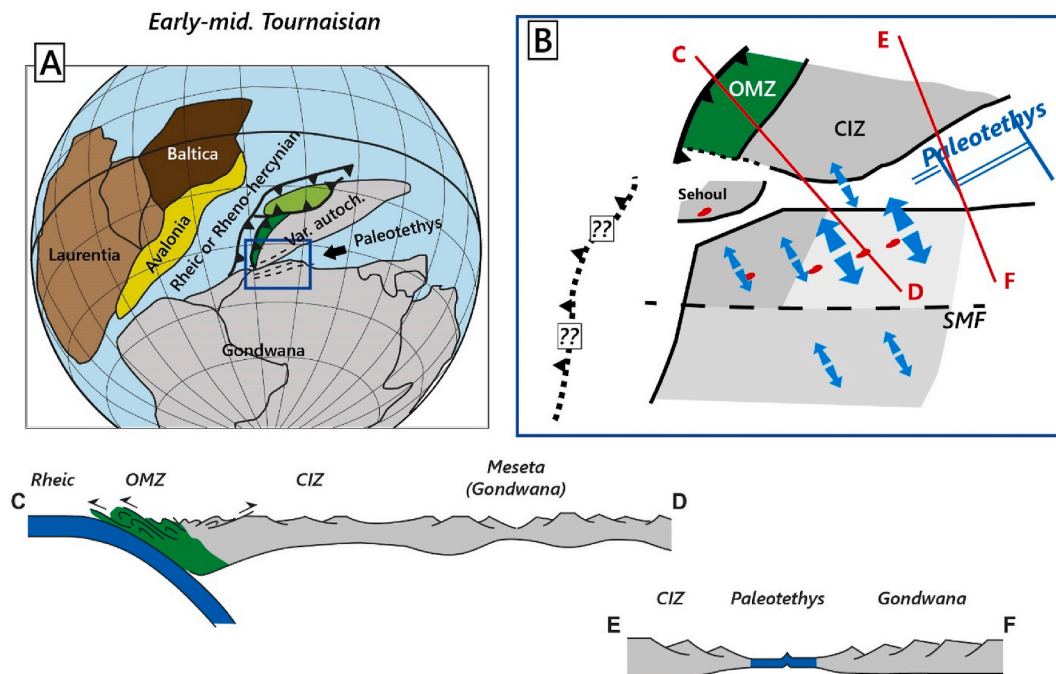 Early-mid. Tournaisian
A
Baltica
Laurentia
Avalonia
Rheic or Rheno-hercynian
Var. autoch.
Paleotethys
Gondwana
B
C
E
OMZ
CIZ
Paleotethys
Sehoul
??
??
D
F
SMF
Rheic
OMZ
CIZ
Meseta
(Gondwana)
C
D
CIZ
Paleotethys
Gondwana
E
F